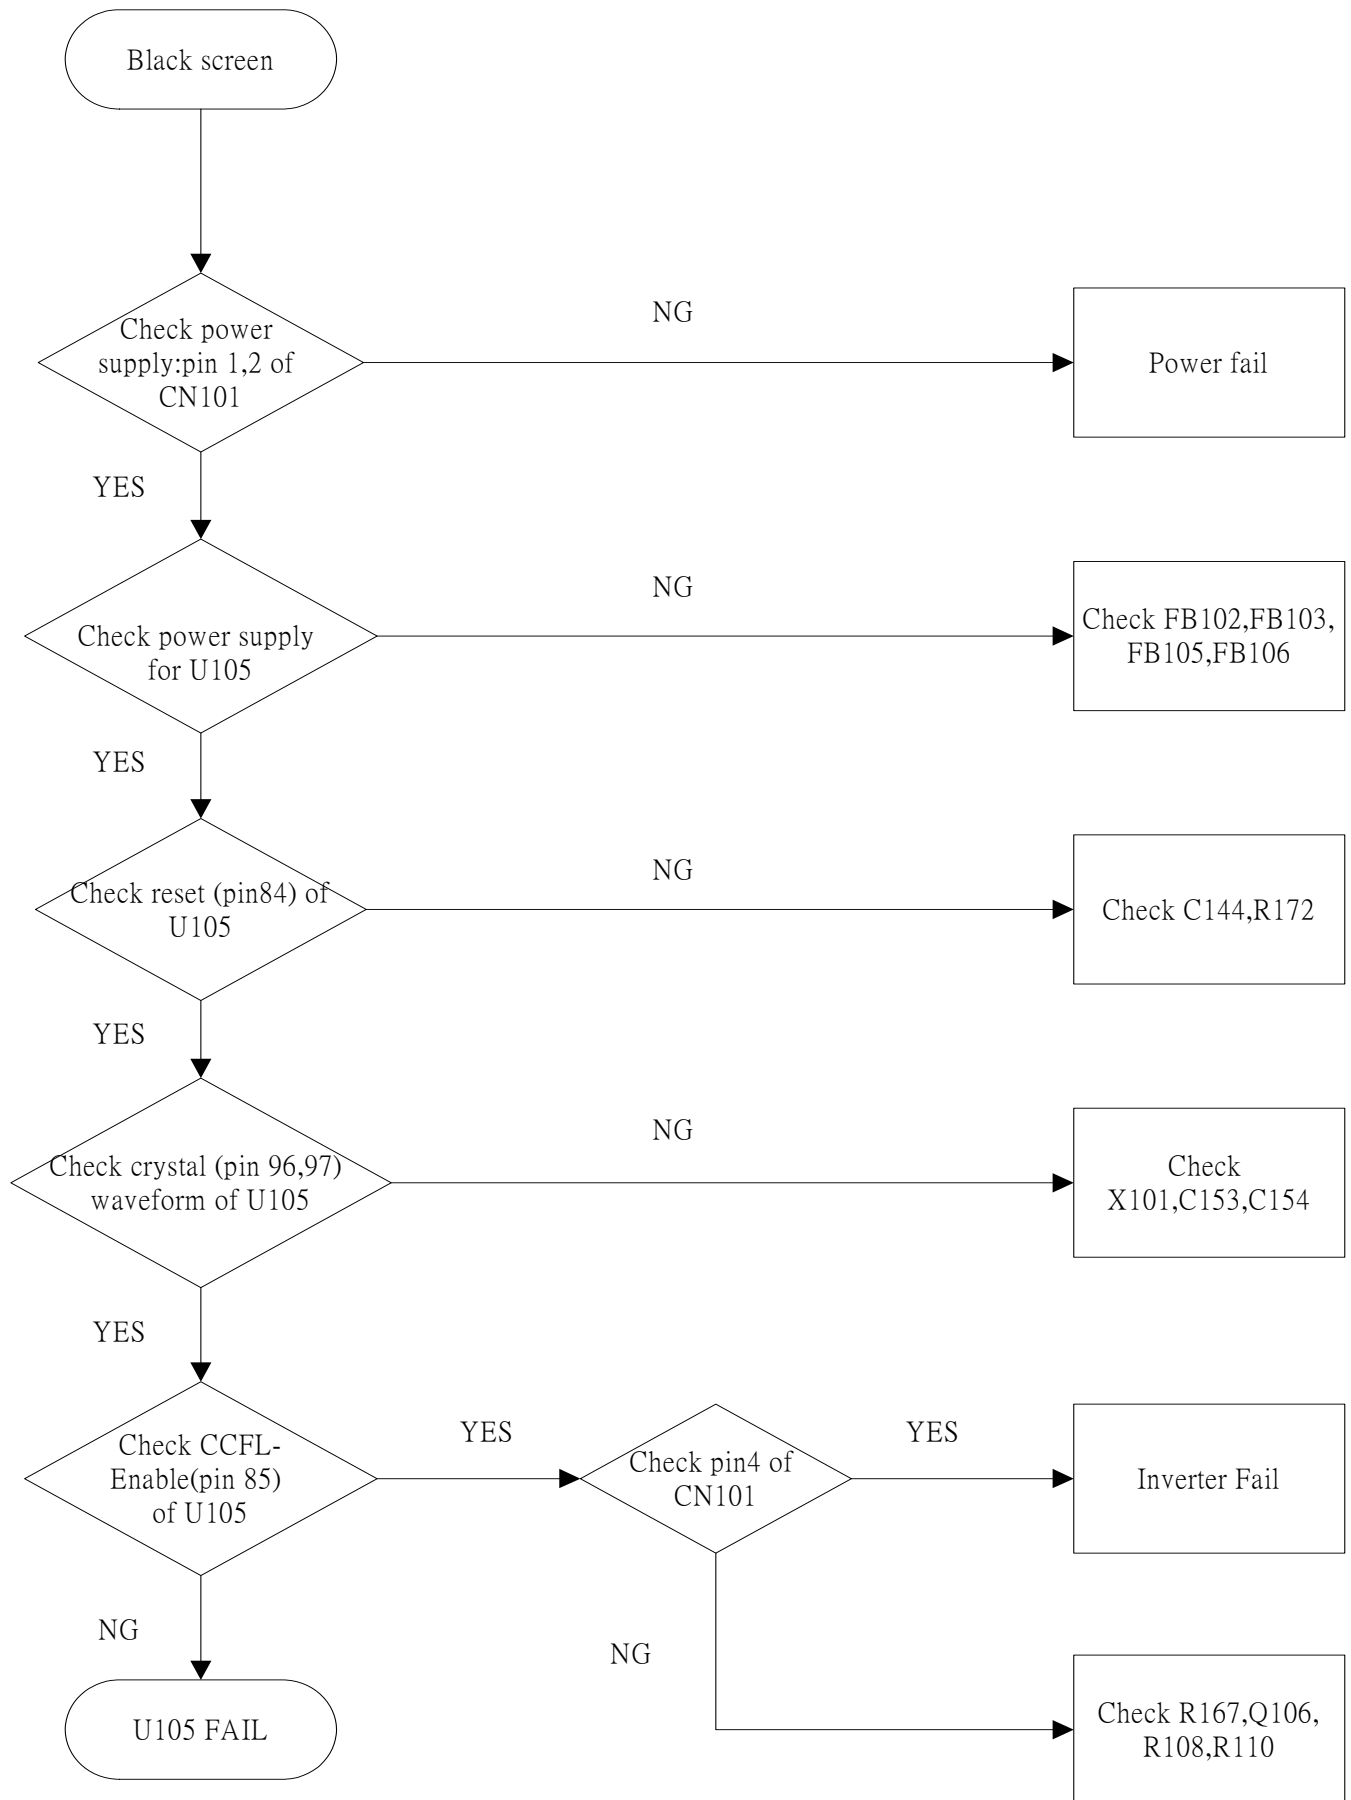 Black screen
Check power
supply:pin 1,2 of
CN101
NG
Power fail
YES
Check power supply
for U105
NG
Check FB102,FB103,
FB105,FB106
YES
Check reset (pin84) of
U105
NG
Check C144,R172
YES
Check crystal (pin 96,97)
waveform of U105
NG
Check
X101,C153,C154
YES
Check CCFL-
Enable(pin 85)
of U105
YES
Check pin4 of
CN101
YES
Inverter Fail
NG
NG
U105 FAIL
Check R167,Q106,
R108,R110